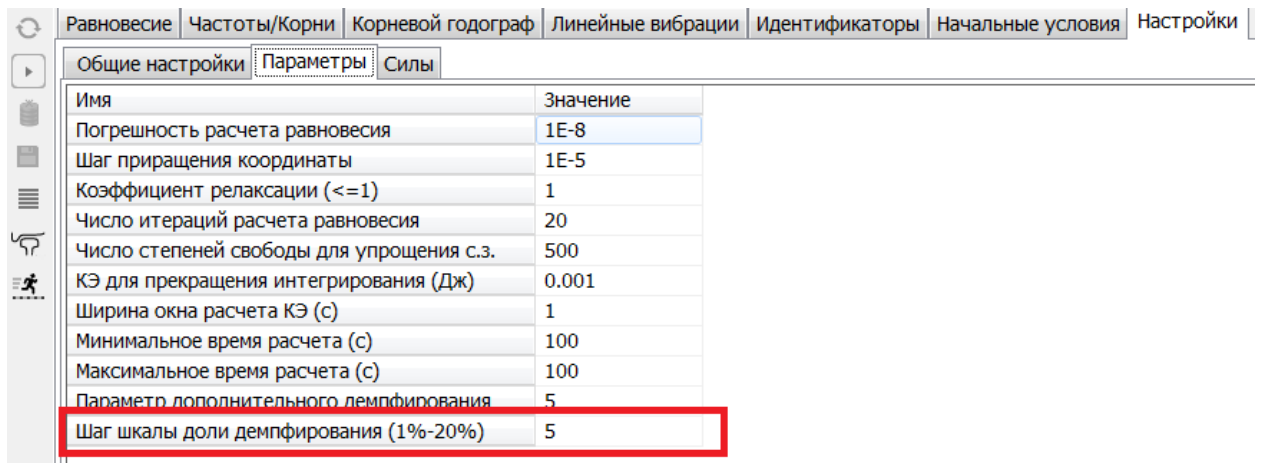 Равновесие Частоты/Корни Корневой годограф Линейные вибрации Идентификаторы Начальные условия Настройки
Общие настройки Параметры Силы
Имя Значение
Погрешность расчета равновесия 1E-8
Шаг приращения координаты 1E-5
Коэффициент релаксации (<=1) 1
Число итераций расчета равновесия 20
Число степеней свободы для упрощения с.з. 500
КЭ для прекращения интегрирования (Дж) 0.001
Ширина окна расчета КЭ (с) 1
Минимальное время расчета (с) 100
Максимальное время расчета (с) 100
Параметр дополнительного демпфирования 5
Шаг шкалы доли демпфирования (1%-20%) 5